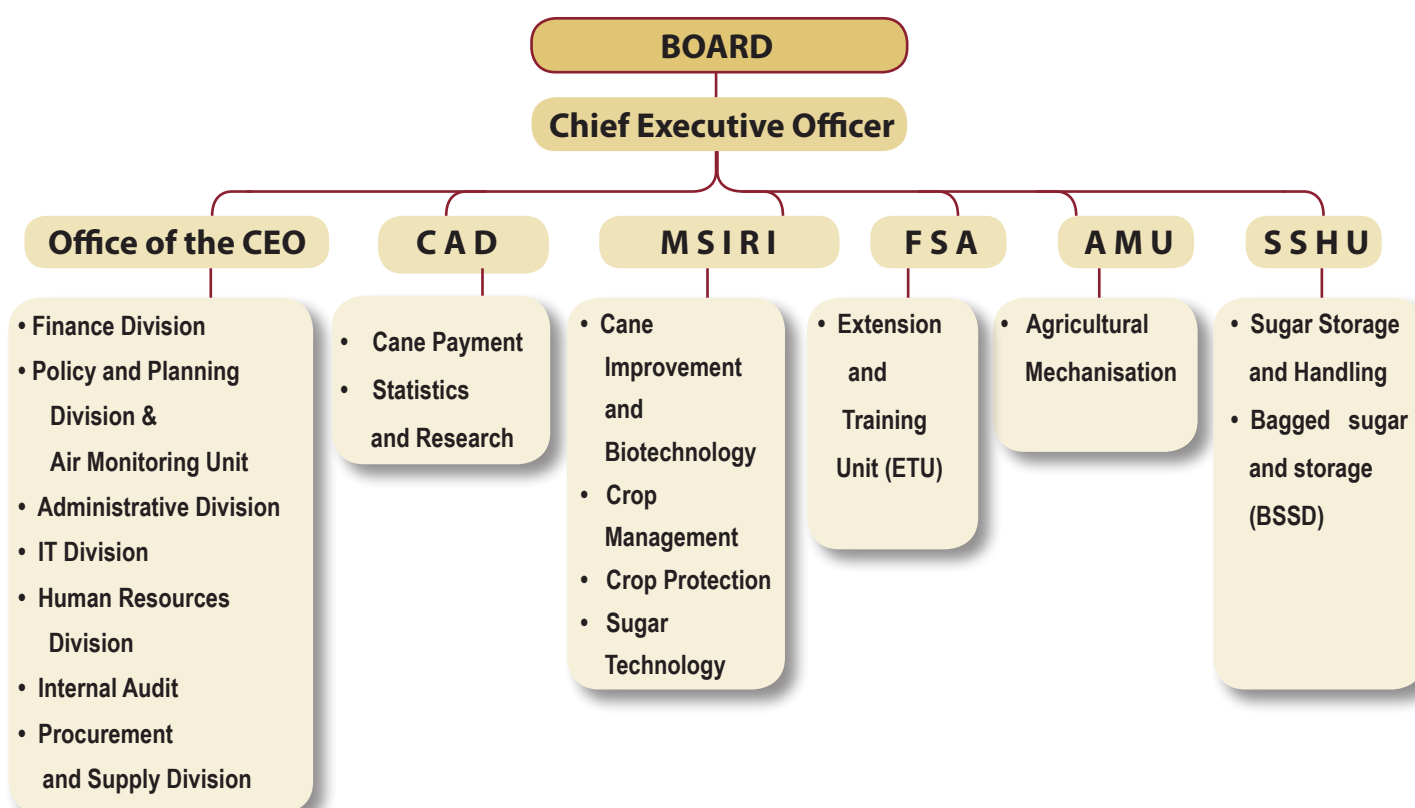 BOARD
Chief Executive Officer
Office of the CEO
• Finance Division
• Policy and Planning
Division &
Air Monitoring Unit
• Administrative Division
• IT Division
• Human Resources
Division
• Internal Audit
• Procurement
and Supply Division
C A D
• Cane Payment
• Statistics
and Research
M S I R I
• Cane
Improvement
and
Biotechnology
• Crop
Management
• Crop Protection
• Sugar
Technology
F S A
• Extension
and
Training
Unit (ETU)
A M U
• Agricultural
Mechanisation
S S H U
• Sugar Storage
and Handling
• Bagged sugar
and storage
(BSSD)